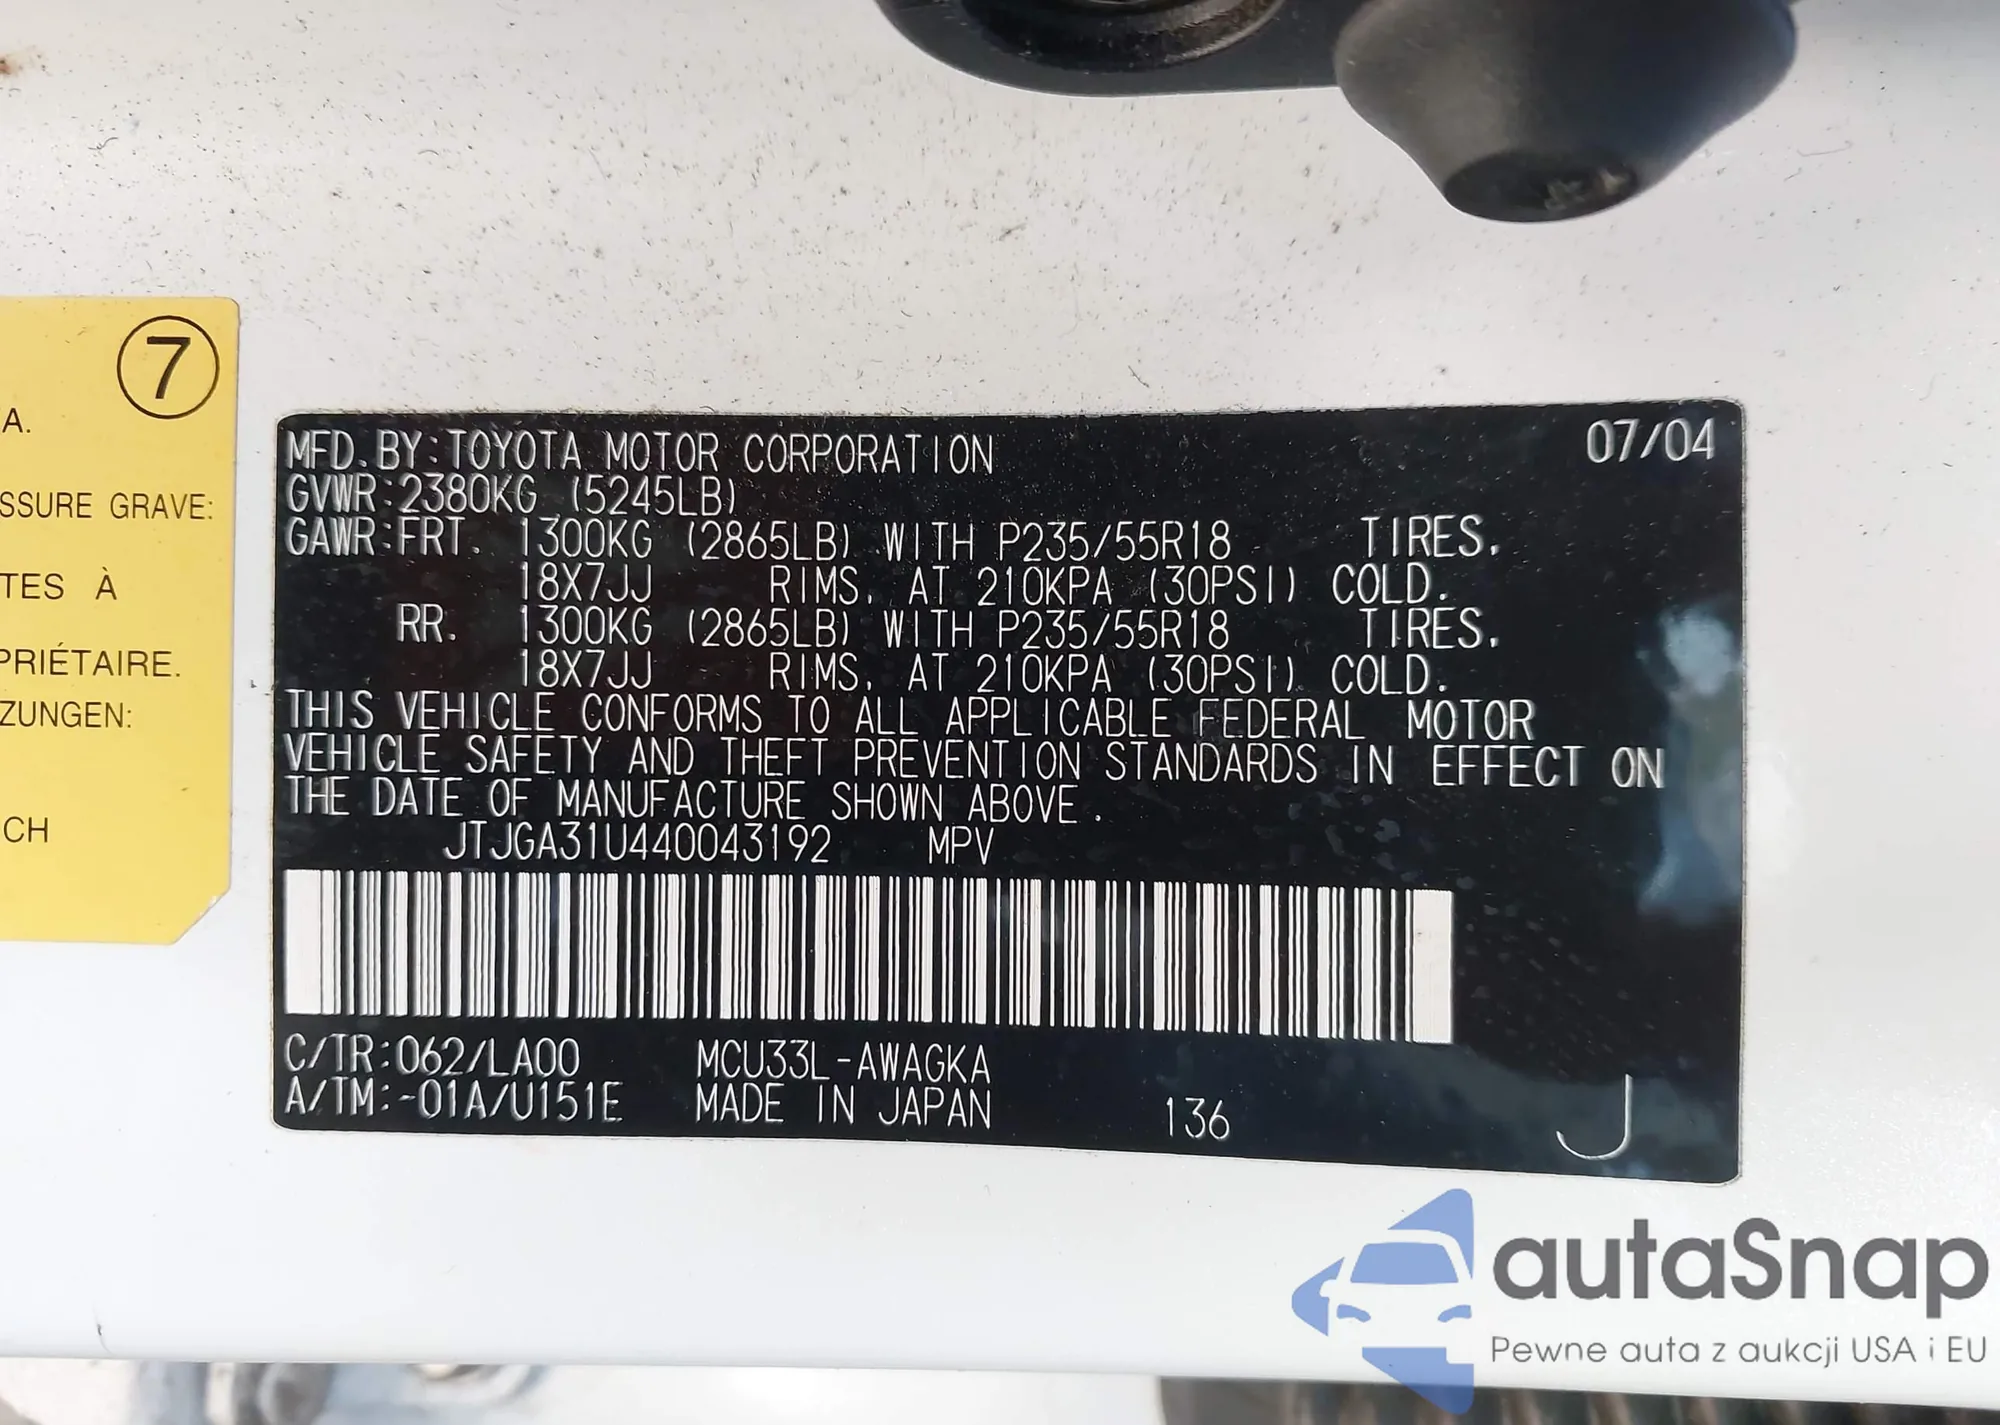 7
A.
SSURE GRAVE:
TES À
PRIÉTAIRE.
ZUNGEN:
CH
MFD.BY:TOYOTA MOTOR CORPORATION 07/04
GVWR:2380KG (5245LB)
GAWR:FRT. 1300KG (2865LB) WITH P235/55R18 TIRES,
18X7JJ RIMS, AT 210KPA (30PSI) COLD.
RR. 1300KG (2865LB) WITH P235/55R18 TIRES,
18X7JJ RIMS, AT 210KPA (30PSI) COLD.
THIS VEHICLE CONFORMS TO ALL APPLICABLE FEDERAL MOTOR
VEHICLE SAFETY AND THEFT PREVENTION STANDARDS IN EFFECT ON
THE DATE OF MANUFACTURE SHOWN ABOVE.
JTJGA31U440043192 MPV
C/TR:062/LA00 MCU33L-AWAGKA
A/TM:-01A/U151E MADE IN JAPAN 136 J
autaSnap
Pewne auta z aukcji USA i EU